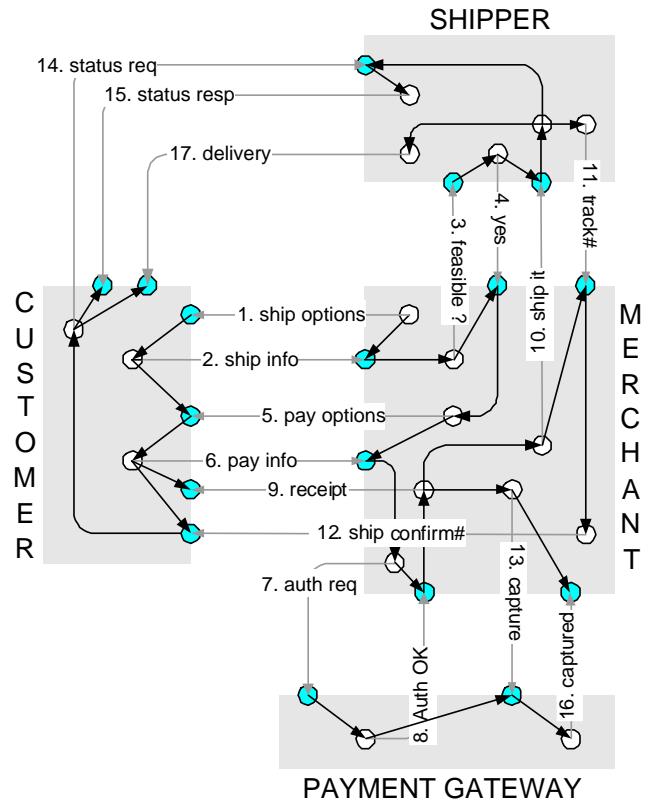 SHIPPER
14. status req
15. status resp
17. delivery
11. track#
4. yes
3. feasible ?
10. ship it
CUSTOMER
MERCHANT
1. ship options
2. ship info
5. pay options
6. pay info
9. receipt
12. ship confirm#
7. auth req
13. capture
8. Auth OK
16. captured
PAYMENT GATEWAY